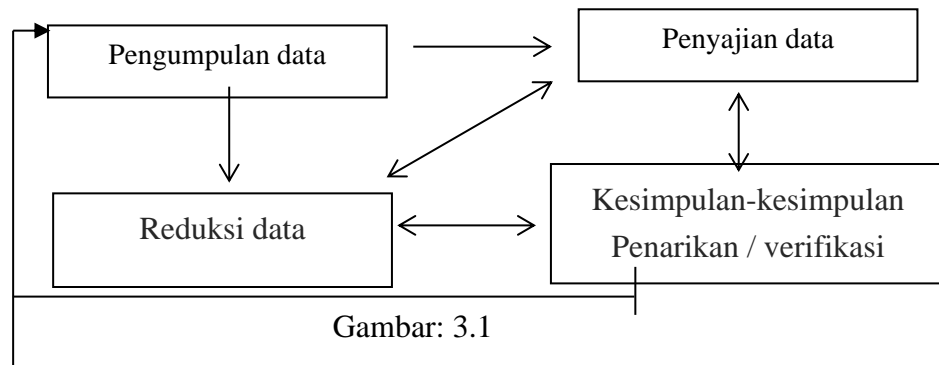 Pengumpulan data
Penyajian data
Reduksi data
Kesimpulan-kesimpulan
Penarikan / verifikasi
Gambar: 3.1